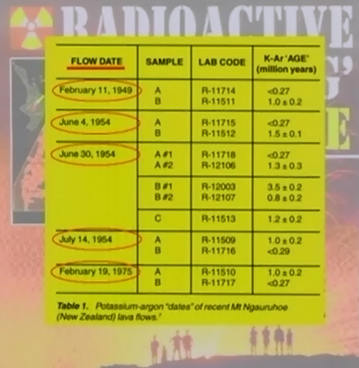 RADIOACTIVE
FLOW DATE SAMPLE LAB CODE K-Ar 'AGE' (million years)
February 11, 1949 A R-11714 <0.27
B R-11511 1.0 ± 0.2
June 4, 1954 A R-11715 <0.27
B R-11512 1.5 ± 0.1
June 30, 1954 A #1 R-11718 <0.27
A #2 R-12106 1.3 ± 0.3
B #1 R-12003 3.5 ± 0.2
B #2 R-12107 0.8 ± 0.2
C R-11513 1.2 ± 0.2
July 14, 1954 A R-11509 1.0 ± 0.2
B R-11716 <0.29
February 19, 1975 A R-11510 1.0 ± 0.2
B R-11717 <0.27
Table 1. Potassium-argon "dates" of recent Mt Ngauruhoe
(New Zealand) lava flows.⁷